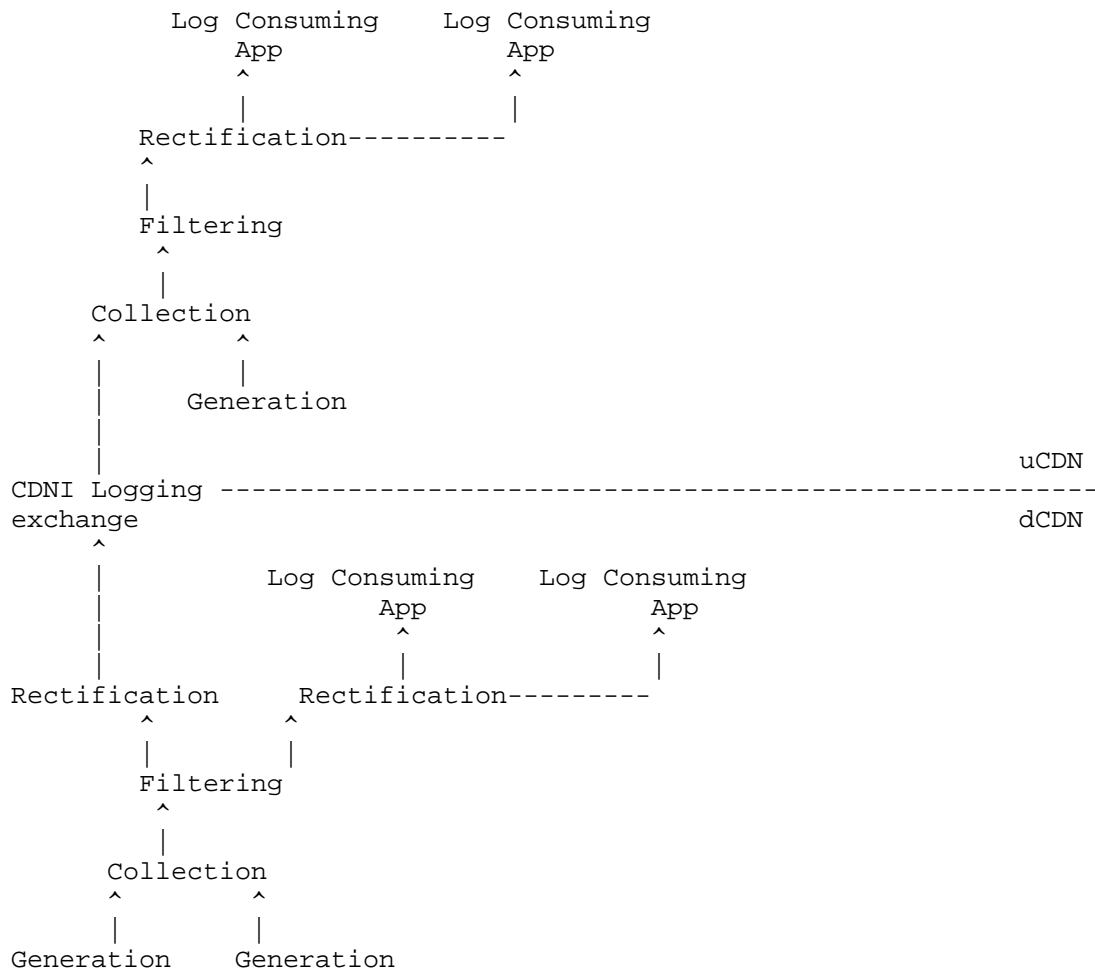 Log Consuming    Log Consuming
App              App
^                ^
|                |
Rectification----------
^
|
Filtering
^
|
Collection
^        ^
|        |
|     Generation
|
|                                                         uCDN
CDNI Logging -------------------------------------------------------
exchange                                                  dCDN
^
|          Log Consuming    Log Consuming
|                 App              App
|                  ^               ^
|                  |               |
Rectification     Rectification---------
^        ^
|        |
Filtering
^
|
Collection
^        ^
|        |
Generation    Generation